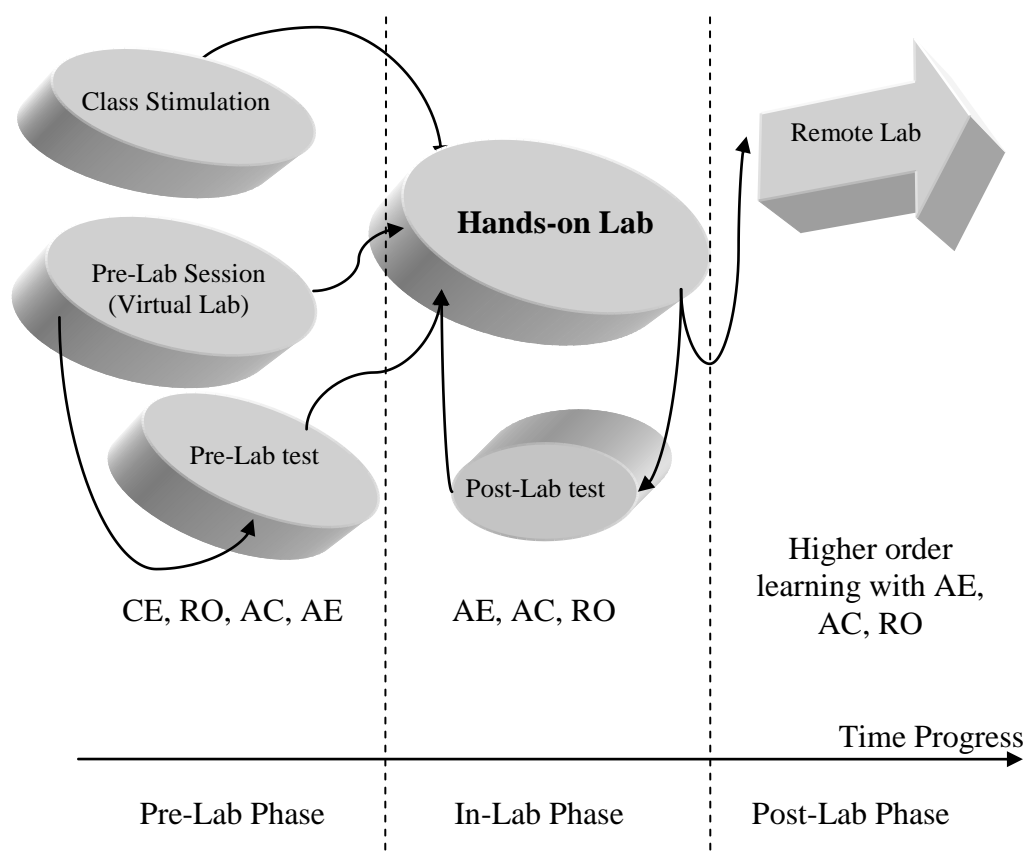 Class Stimulation
Pre-Lab Session
(Virtual Lab)
Pre-Lab test
Hands-on Lab
Post-Lab test
Remote Lab
CE, RO, AC, AE
AE, AC, RO
Higher order
learning with AE,
AC, RO
Time Progress
Pre-Lab Phase
In-Lab Phase
Post-Lab Phase